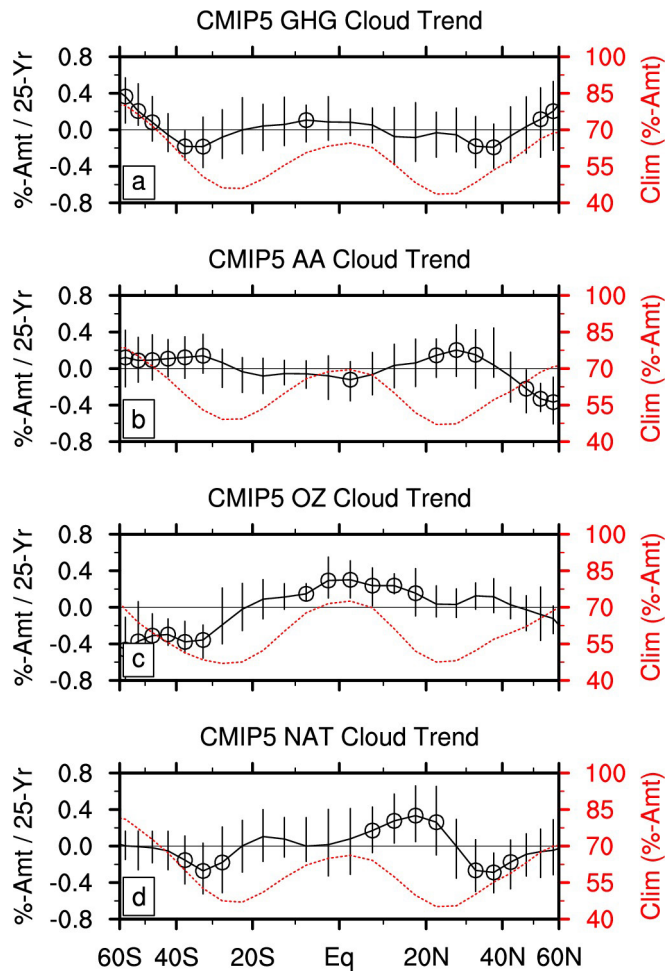 CMIP5 GHG Cloud Trend
0.8 100
0.4 85
0.0 70
-0.4 55
-0.8 40
%-Amt / 25-Yr
Clim (%-Amt)
a
CMIP5 AA Cloud Trend
0.8 100
0.4 85
0.0 70
-0.4 55
-0.8 40
%-Amt / 25-Yr
Clim (%-Amt)
b
CMIP5 OZ Cloud Trend
0.8 100
0.4 85
0.0 70
-0.4 55
-0.8 40
%-Amt / 25-Yr
Clim (%-Amt)
c
CMIP5 NAT Cloud Trend
0.8 100
0.4 85
0.0 70
-0.4 55
-0.8 40
%-Amt / 25-Yr
Clim (%-Amt)
d
60S 40S 20S Eq 20N 40N 60N